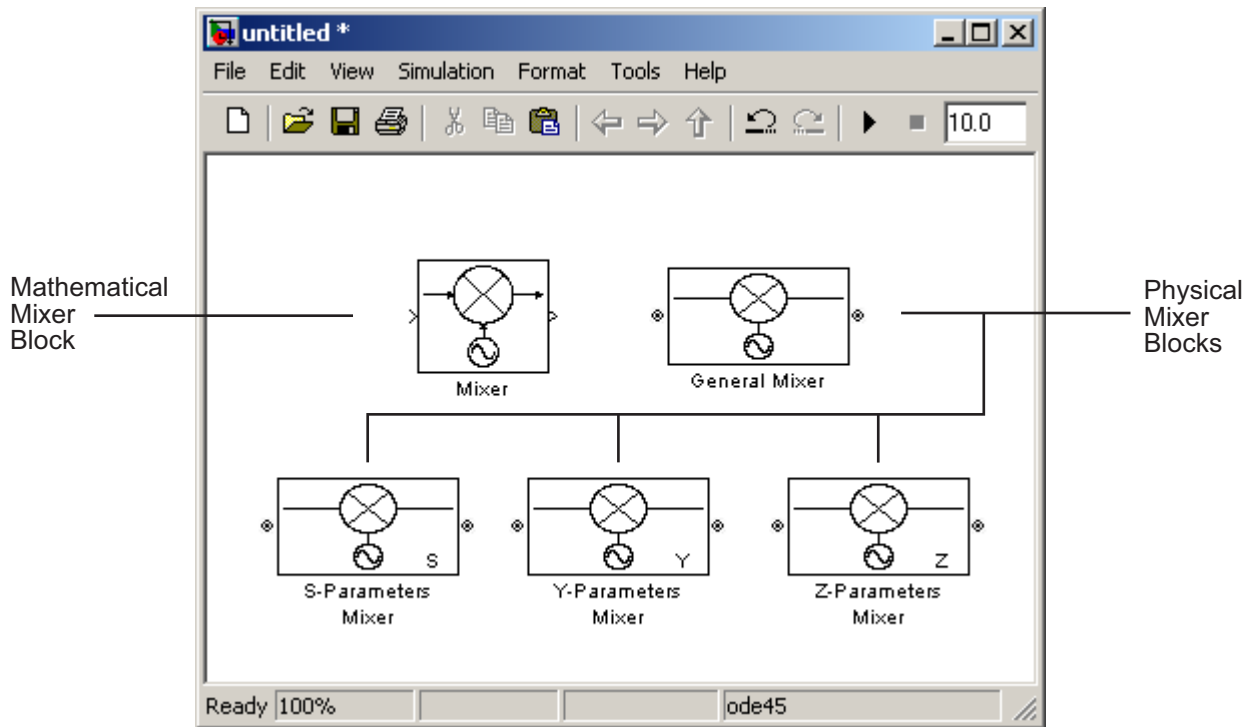 untitled *
File Edit View Simulation Format Tools Help
10.0
Mathematical
Mixer
Block
Mixer
General Mixer
Physical
Mixer
Blocks
S
S-Parameters
Mixer
Y
Y-Parameters
Mixer
Z
Z-Parameters
Mixer
Ready 100% ode45